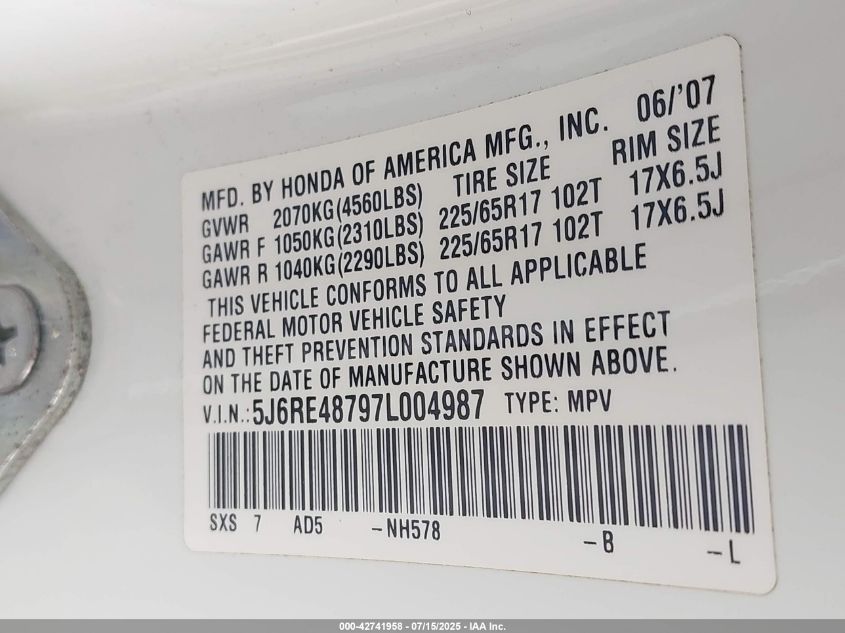 MFD. BY HONDA OF AMERICA MFG., INC. 06/'07
GVWR 2070KG(4560LBS) TIRE SIZE RIM SIZE
GAWR F 1050KG(2310LBS) 225/65R17 102T 17X6.5J
GAWR R 1040KG(2290LBS) 225/65R17 102T 17X6.5J
THIS VEHICLE CONFORMS TO ALL APPLICABLE
FEDERAL MOTOR VEHICLE SAFETY
AND THEFT PREVENTION STANDARDS IN EFFECT
ON THE DATE OF MANUFACTURE SHOWN ABOVE.
V.I.N.: 5J6RE48797L004987 TYPE: MPV
SXS 7 AD5 -NH578 -B -L
000-42741958 - 07/15/2025 - IAA Inc.